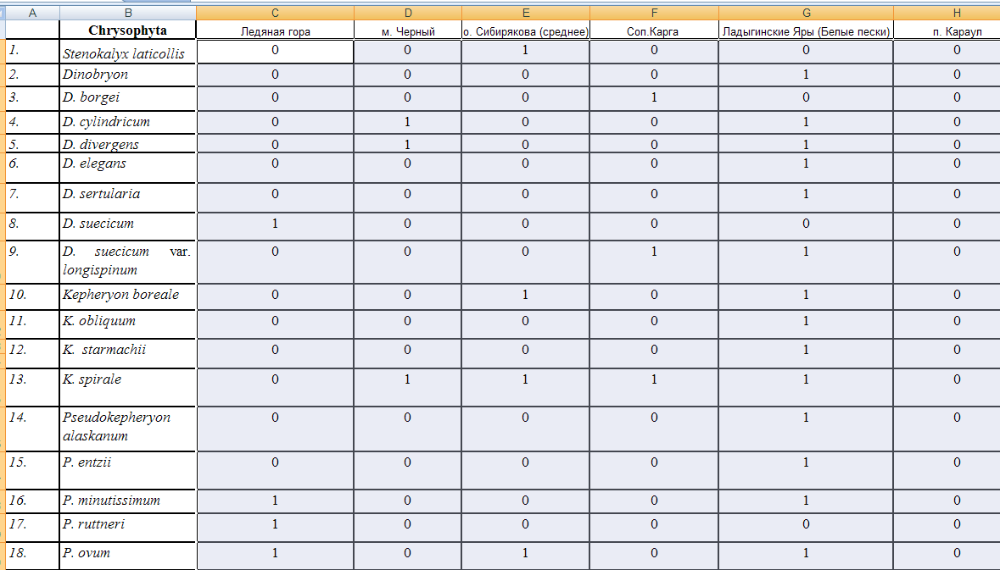 A B C D E F G H
Chrysophyta Ледяная гора м. Черный о. Сибирякова (среднее) Соп.Карга Ладыгинские Яры (Белые пески) п. Караул
1. Stenokalyx laticollis 0 0 1 0 0 0
2. Dinobryon 0 0 0 0 1 0
3. D. borgei 0 0 0 1 0 0
4. D. cylindricum 0 1 0 0 1 0
5. D. divergens 0 1 0 0 1 0
6. D. elegans 0 0 0 0 1 0
7. D. sertularia 0 0 0 0 1 0
8. D. suecicum 1 0 0 0 0 0
9. D. suecicum var. 0 0 0 1 1 0
longispinum
10. Kepheryon boreale 0 0 1 0 1 0
11. K. obliquum 0 0 0 0 1 0
12. K. starmachii 0 0 0 0 1 0
13. K. spirale 0 1 1 1 1 0
14. Pseudokepheryon 0 0 0 0 1 0
alaskanum
15. P. entzii 0 0 0 0 1 0
16. P. minutissimum 1 0 0 0 1 0
17. P. ruttneri 1 0 0 0 0 0
18. P. ovum 1 0 1 0 1 0